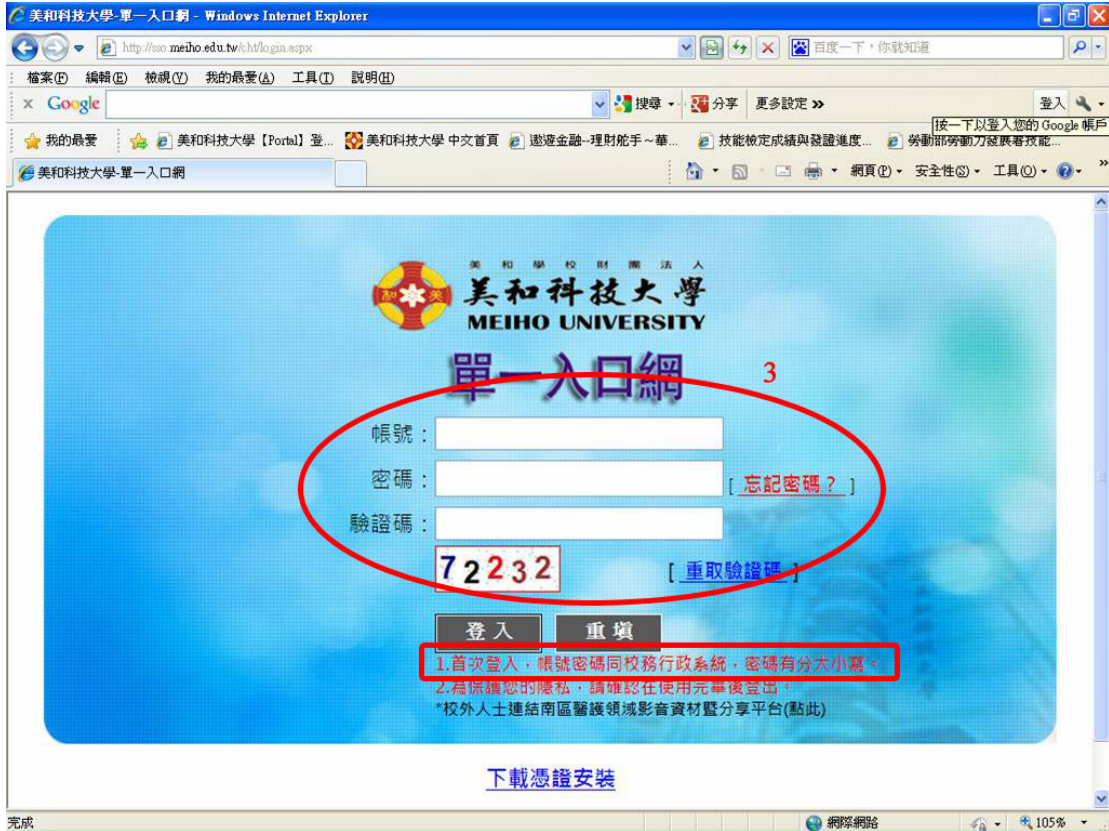 美和科技大學-單一入口網 - Windows Internet Explorer
http://sso.meiho.edu.tw/cht/login.aspx
百度一下，你就知道
檔案(F) 編輯(E) 檢視(V) 我的最愛(A) 工具(T) 說明(H)
x Google 搜尋 分享 更多設定 » 登入
按一下以登入您的 Google 帳戶
我的最愛 美和科技大學【Portal】登... 美和科技大學 中文首頁 遨遊金融--理財舵手～華... 技能檢定成績與發證進度... 勞動部勞動力發展署技能...
美和科技大學-單一入口網 網頁(P) 安全性(S) 工具(O) »
美和學校財團法人
和 美
美和科技大學
MEIHO UNIVERSITY
單一入口網
3
帳號：
密碼： [ 忘記密碼？ ]
驗證碼：
72232 [ 重取驗證碼 ]
登入 重填
1.首次登入，帳號密碼同校務行政系統，密碼有分大小寫。
2.為保護您的隱私，請確認在使用完畢後登出。
*校外人士連結南區醫護領域影音資材暨分享平台(點此)
下載憑證安裝
完成 網際網路 105%